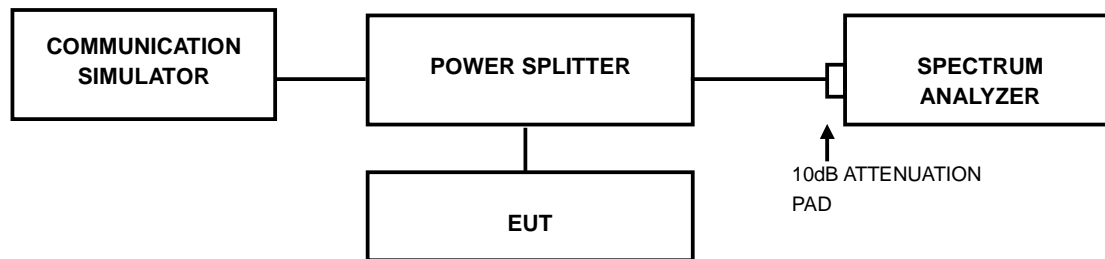 COMMUNICATION
SIMULATOR
POWER SPLITTER
SPECTRUM
ANALYZER
10dB ATTENUATION
PAD
EUT